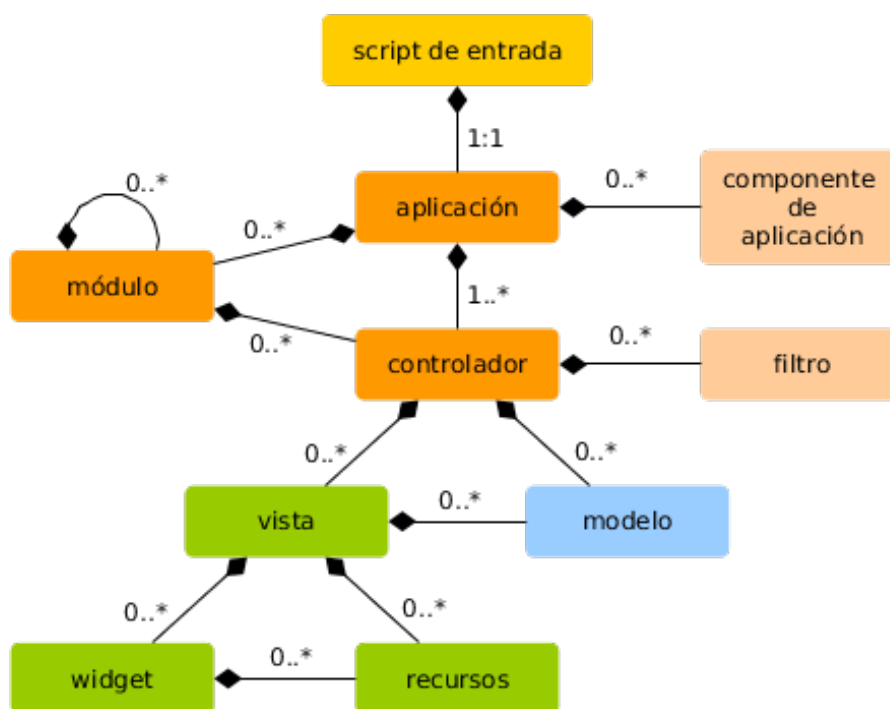 script de entrada
1:1
0..*
0..*
componente
de
aplicación
aplicación
0..*
módulo
1..*
0..*
controlador
0..*
filtro
0..*
0..*
vista
0..*
modelo
0..*
0..*
widget
0..*
recursos